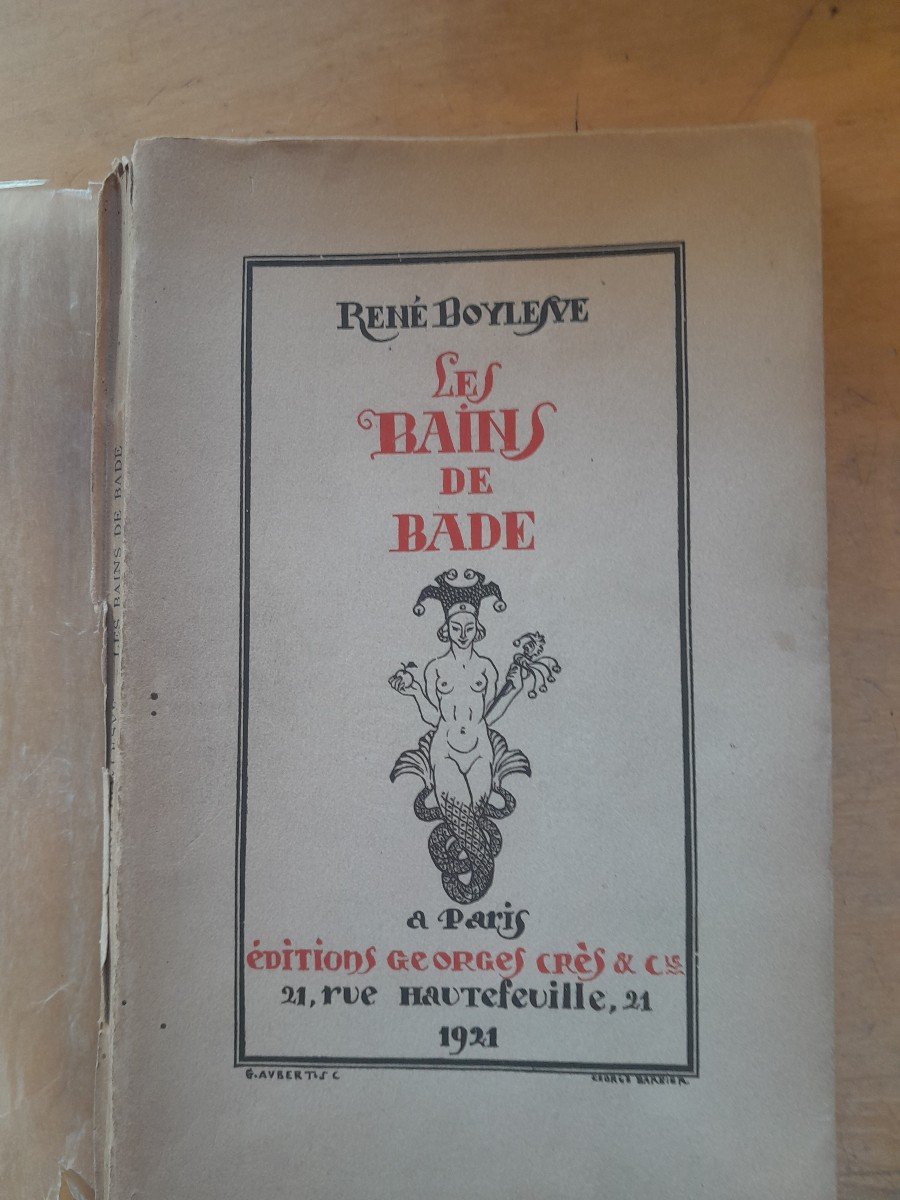 RENÉ BOYLESVE
LES
BAINS
DE
BADE
a Paris
éditions Georges Crès & Cie
21, rue Hautefeuille, 21
1921
G. AVBERT SC
GEORGE BARBIER
LES BAINS DE BADE